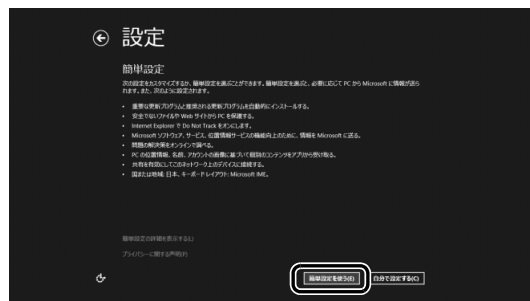 設定
簡単設定
次の設定をカスタマイズするか、簡単設定を選ぶことができます。簡単設定を選ぶと、必要に応じて PC から Microsoft に情報が送ら
れます。また、次のように設定されます。
• 重要な更新プログラムと推奨される更新プログラムを自動的にインストールする。
• 安全でないファイルや Web サイトから PC を保護する。
• Internet Explorer で Do Not Track をオンにします。
• Microsoft ソフトウェア、サービス、位置情報サービスの機能向上のために、情報を Microsoft に送る。
• 問題の解決策をオンラインで調べる。
• PC の位置情報、名前、アカウントの画像に基づいて個別のコンテンツをアプリから受け取る。
• 共有を有効にしてこのネットワーク上のデバイスに接続する。
• 国または地域: 日本、キーボード レイアウト: Microsoft IME。
簡単設定の詳細を表示する(L)
プライバシーに関する声明(P)
簡単設定を使う(E) 自分で設定する(C)